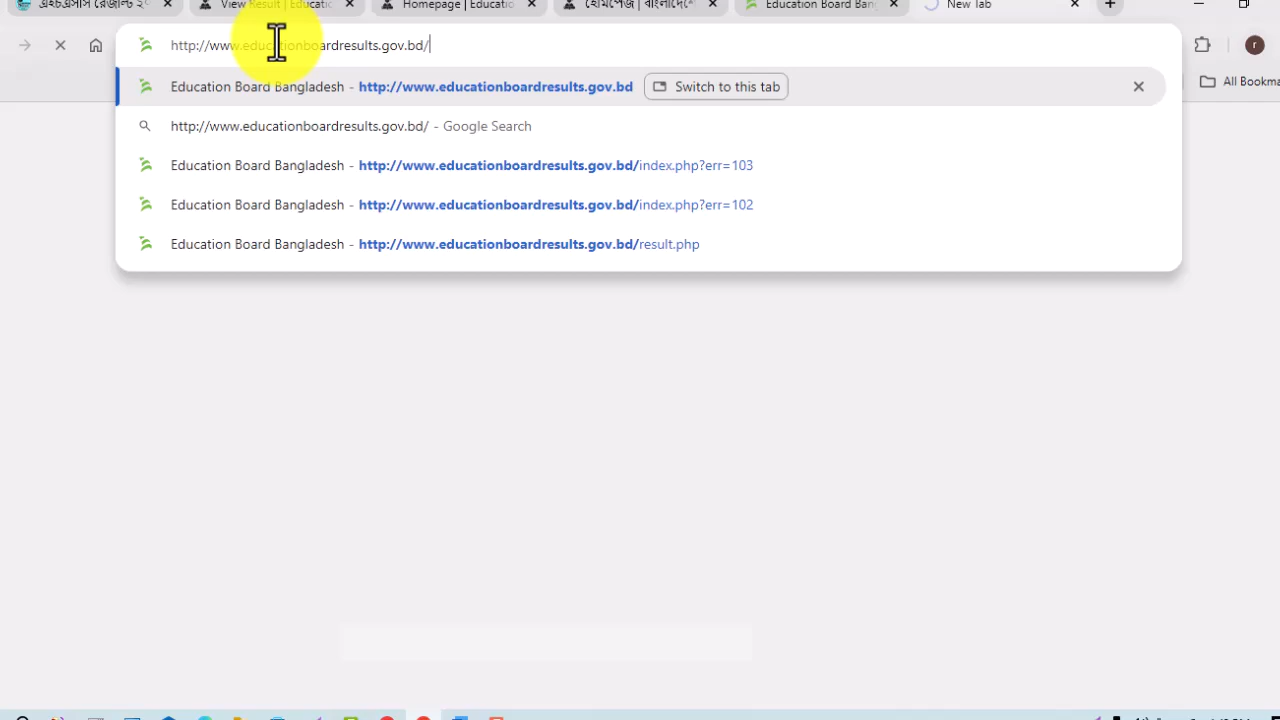 View Result | Educati
Homepage | Educatio
Education Board Bang
New Tab
http://www.educationboardresults.gov.bd/
Education Board Bangladesh - http://www.educationboardresults.gov.bd Switch to this tab
http://www.educationboardresults.gov.bd/ - Google Search
Education Board Bangladesh - http://www.educationboardresults.gov.bd/index.php?err=103
Education Board Bangladesh - http://www.educationboardresults.gov.bd/index.php?err=102
Education Board Bangladesh - http://www.educationboardresults.gov.bd/result.php
r
All Bookma